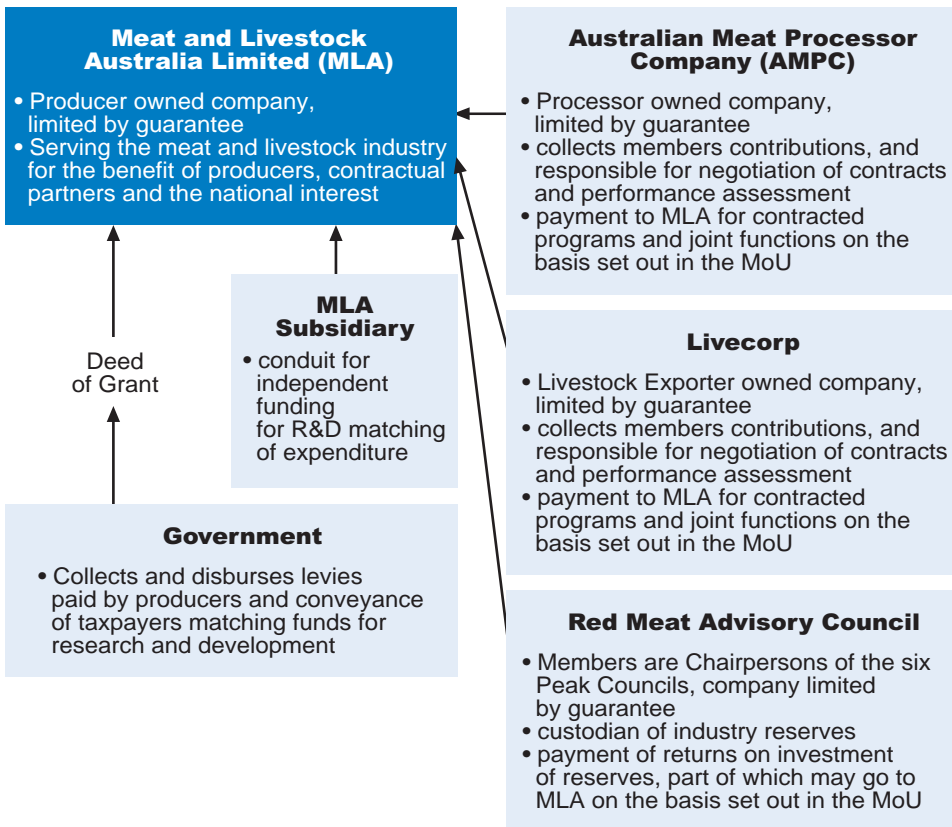 Meat and Livestock
Australia Limited (MLA)
• Producer owned company,
limited by guarantee
• Serving the meat and livestock industry
for the benefit of producers, contractual
partners and the national interest
Australian Meat Processor
Company (AMPC)
• Processor owned company,
limited by guarantee
• collects members contributions, and
responsible for negotiation of contracts
and performance assessment
• payment to MLA for contracted
programs and joint functions on the
basis set out in the MoU
MLA
Subsidiary
• conduit for
independent
funding
for R&D matching
of expenditure
Deed
of Grant
Livecorp
• Livestock Exporter owned company,
limited by guarantee
• collects members contributions, and
responsible for negotiation of contracts
and performance assessment
• payment to MLA for contracted
programs and joint functions on the
basis set out in the MoU
Government
• Collects and disburses levies
paid by producers and conveyance
of taxpayers matching funds for
research and development
Red Meat Advisory Council
• Members are Chairpersons of the six
Peak Councils, company limited
by guarantee
• custodian of industry reserves
• payment of returns on investment
of reserves, part of which may go to
MLA on the basis set out in the MoU